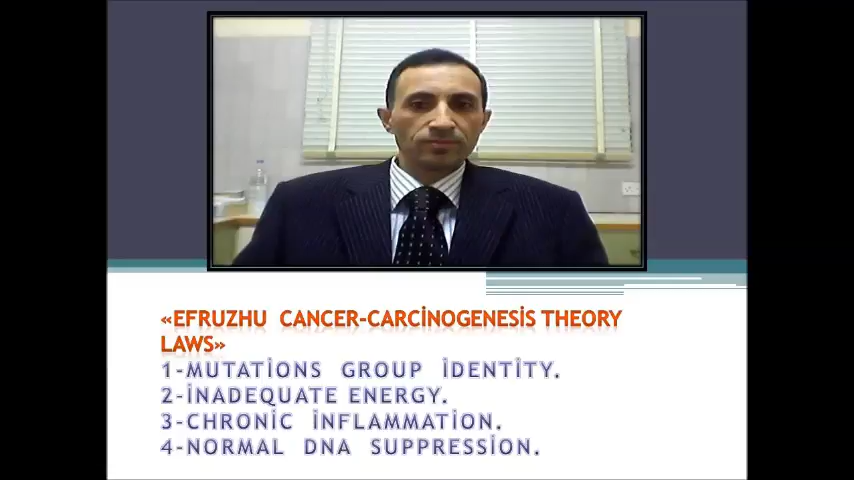 «EFRUZHU CANCER-CARCİNOGENESİS THEORY
LAWS»
1-MUTATİONS GROUP İDENTİTY.
2-İNADEQUATE ENERGY.
3-CHRONİC İNFLAMMATİON.
4-NORMAL DNA SUPPRESSİON.